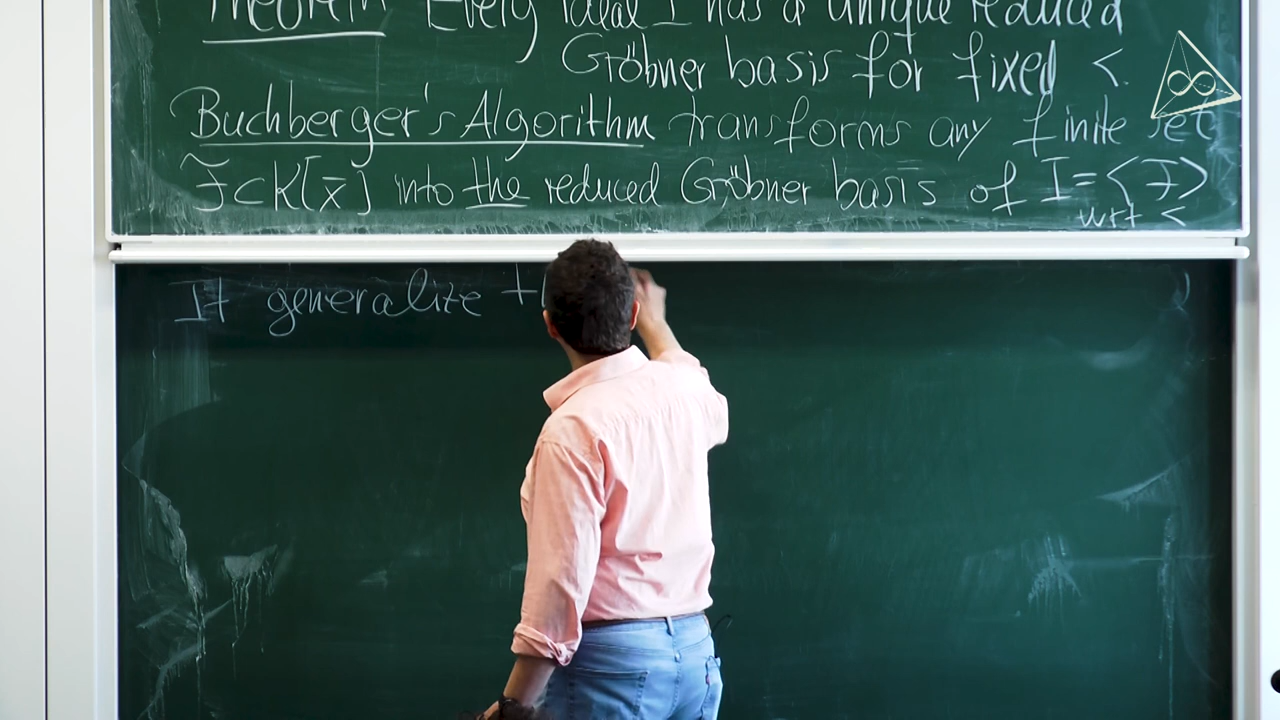 Theorem Every ideal I has a unique reduced
Gröbner basis for fixed <.
Buchberger's Algorithm transforms any finite set
F⊂K[x̄] into the reduced Gröbner basis of I=<F>
wrt <
It generalize